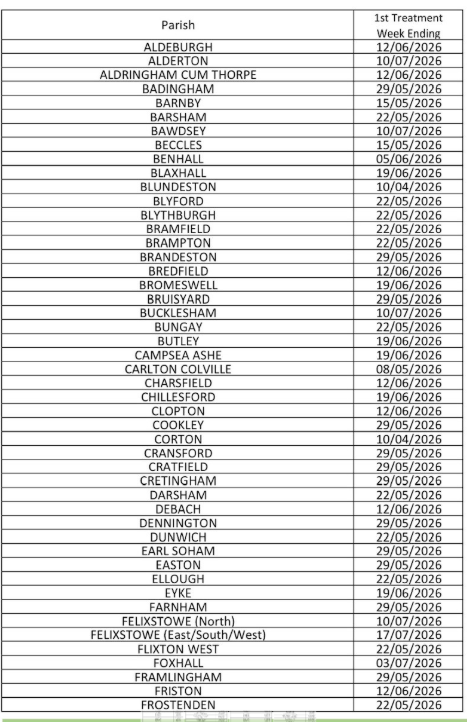 Parish 1st Treatment Week Ending
ALDEBURGH 12/06/2026
ALDERTON 10/07/2026
ALDRINGHAM CUM THORPE 12/06/2026
BADINGHAM 29/05/2026
BARNBY 15/05/2026
BARSHAM 22/05/2026
BAWDSEY 10/07/2026
BECCLES 15/05/2026
BENHALL 05/06/2026
BLAXHALL 19/06/2026
BLUNDESTON 10/04/2026
BLYFORD 22/05/2026
BLYTHBURGH 22/05/2026
BRAMFIELD 22/05/2026
BRAMPTON 22/05/2026
BRANDESTON 29/05/2026
BREDFIELD 12/06/2026
BROMESWELL 19/06/2026
BRUISYARD 29/05/2026
BUCKLESHAM 10/07/2026
BUNGAY 22/05/2026
BUTLEY 19/06/2026
CAMPSEA ASHE 19/06/2026
CARLTON COLVILLE 08/05/2026
CHARSFIELD 12/06/2026
CHILLESFORD 19/06/2026
CLOPTON 12/06/2026
COOKLEY 29/05/2026
CORTON 10/04/2026
CRANSFORD 29/05/2026
CRATFIELD 29/05/2026
CRETINGHAM 29/05/2026
DARSHAM 22/05/2026
DEBACH 12/06/2026
DENNINGTON 29/05/2026
DUNWICH 22/05/2026
EARL SOHAM 29/05/2026
EASTON 29/05/2026
ELLOUGH 22/05/2026
EYKE 19/06/2026
FARNHAM 29/05/2026
FELIXSTOWE (North) 10/07/2026
FELIXSTOWE (East/South/West) 17/07/2026
FLIXTON WEST 22/05/2026
FOXHALL 03/07/2026
FRAMLINGHAM 29/05/2026
FRISTON 12/06/2026
FROSTENDEN 22/05/2026